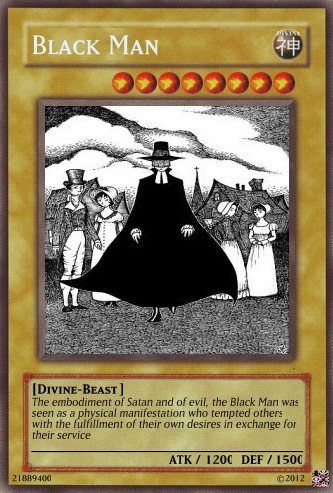 BLACK MAN
DIVINE
神
[DIVINE-BEAST]
The embodiment of Satan and of evil, the Black Man was
seen as a physical manifestation who tempted others
with the fulfillment of their own desires in exchange for
their service
ATK / 1200 DEF / 1500
21889400
©2012